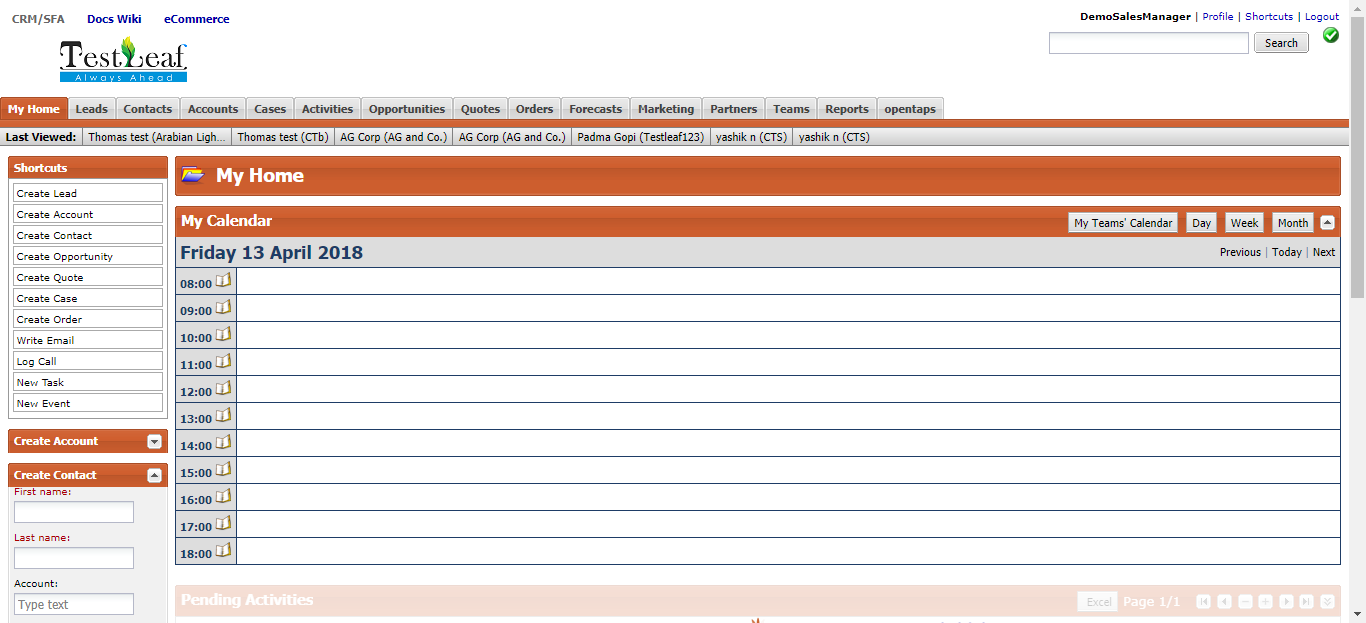 CRM/SFA Docs Wiki eCommerce
DemoSalesManager | Profile | Shortcuts | Logout
Search
TestLeaf
Always Ahead
My Home Leads Contacts Accounts Cases Activities Opportunities Quotes Orders Forecasts Marketing Partners Teams Reports opentaps
Last Viewed: Thomas test (Arabian Ligh... Thomas test (CTb) AG Corp (AG and Co.) AG Corp (AG and Co.) Padma Gopi (Testleaf123) yashik n (CTS) yashik n (CTS)
Shortcuts
Create Lead
Create Account
Create Contact
Create Opportunity
Create Quote
Create Case
Create Order
Write Email
Log Call
New Task
New Event
Create Account
Create Contact
First name:
Last name:
Account:
Type text
My Home
My Calendar My Teams' Calendar Day Week Month
Friday 13 April 2018 Previous | Today | Next
08:00
09:00
10:00
11:00
12:00
13:00
14:00
15:00
16:00
17:00
18:00
Pending Activities Excel Page 1/1